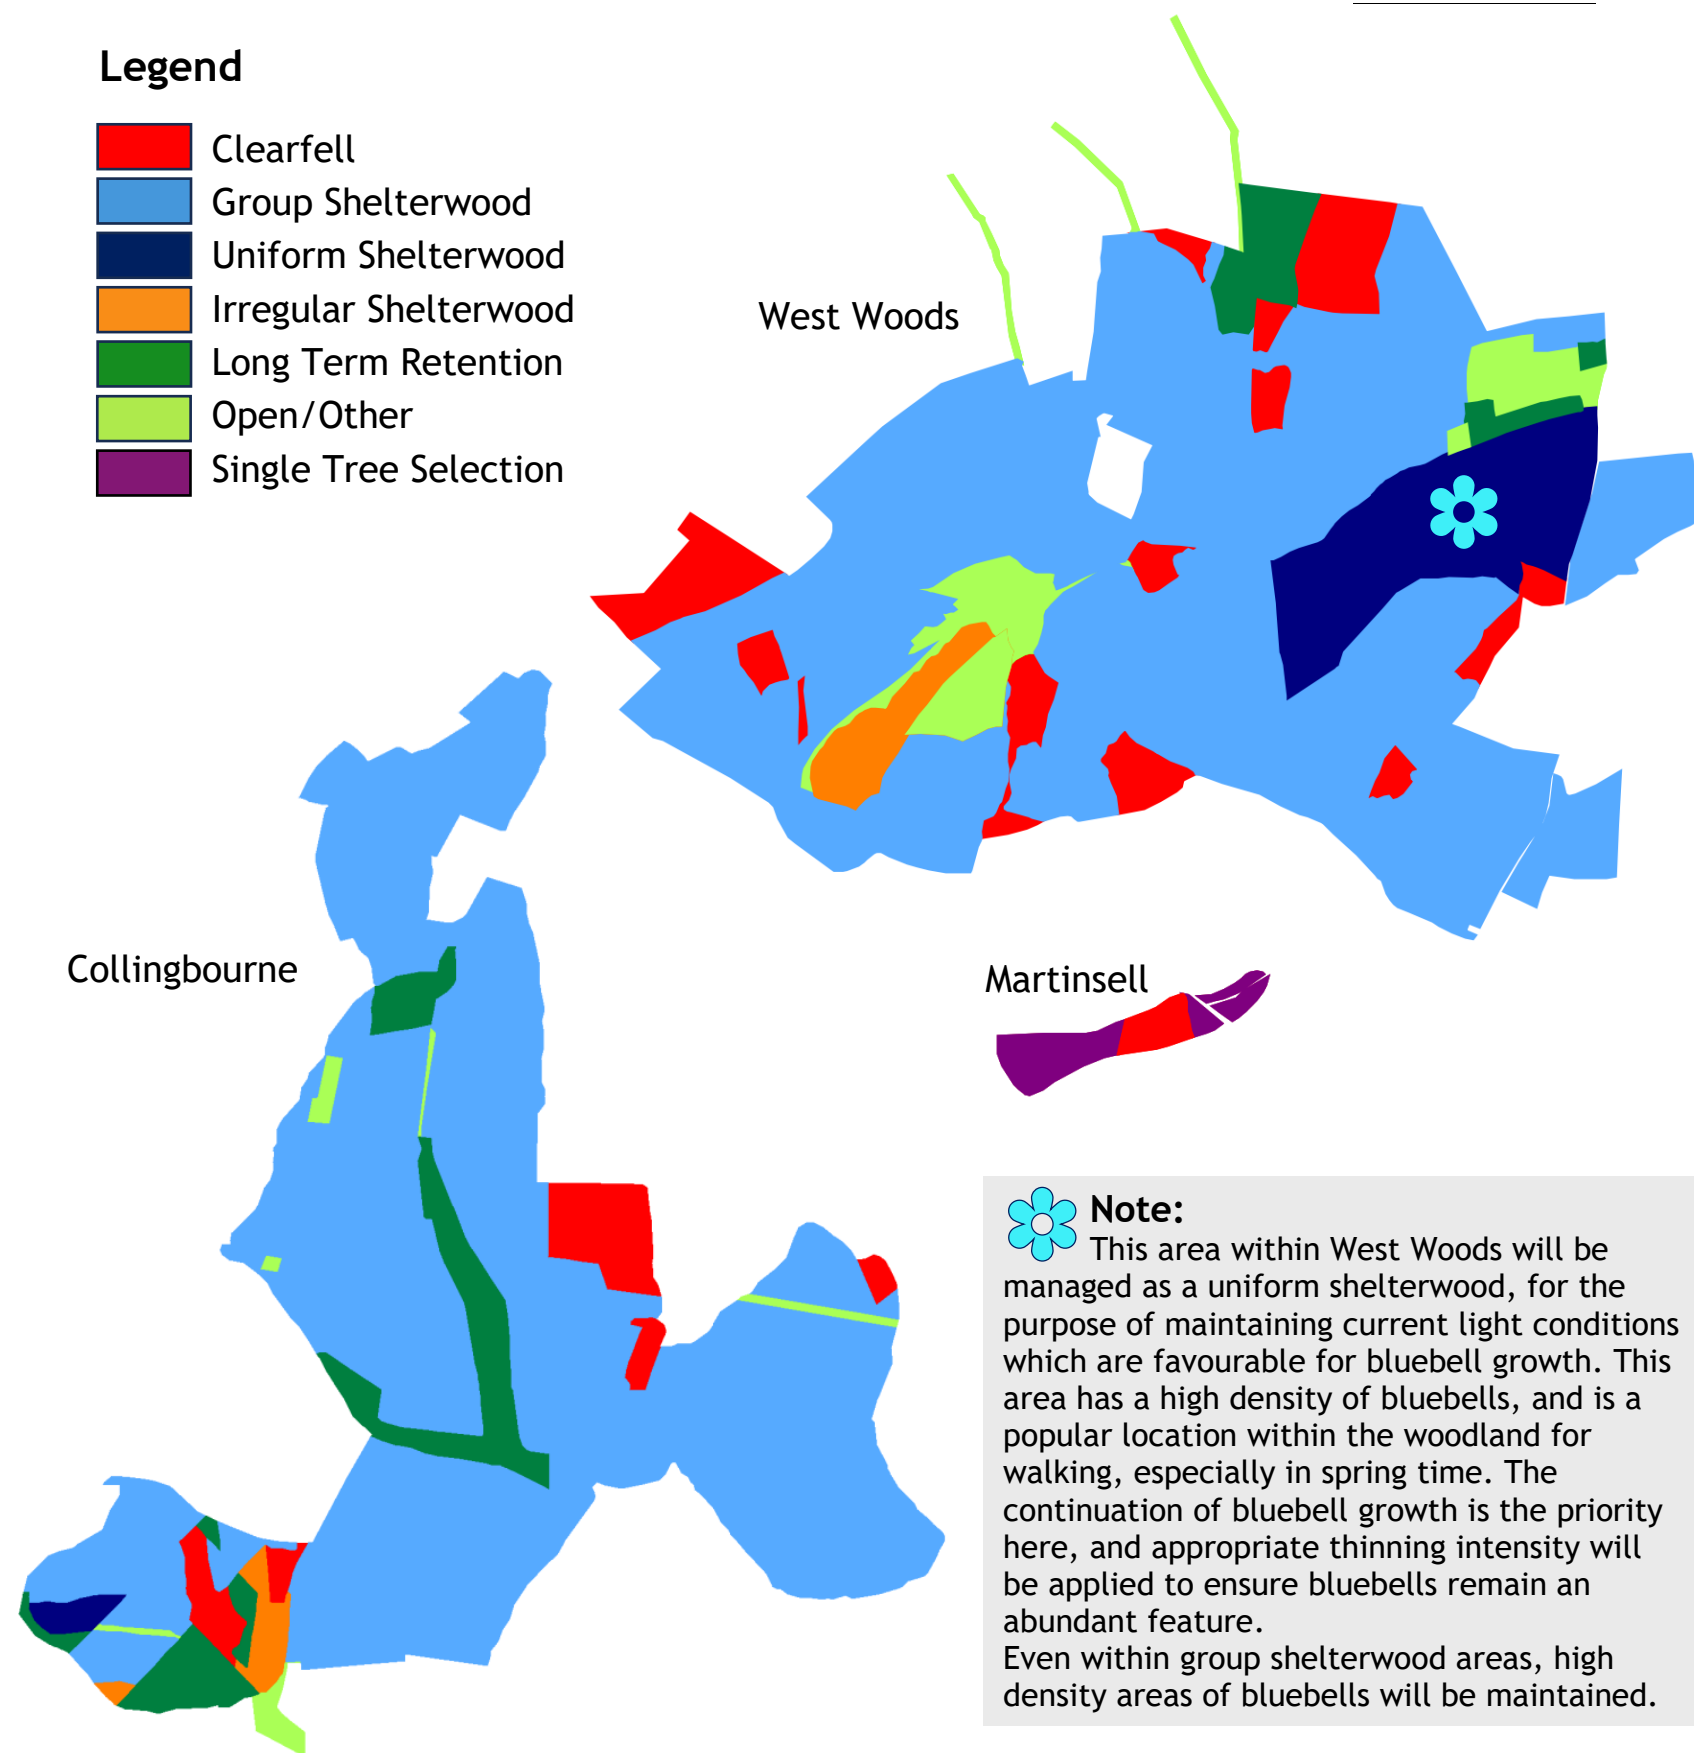 Legend
Clearfell
Group Shelterwood
Uniform Shelterwood
Irregular Shelterwood
Long Term Retention
Open/Other
Single Tree Selection
West Woods
Collingbourne
Martinsell
Note:
This area within West Woods will be
managed as a uniform shelterwood, for the
purpose of maintaining current light conditions
which are favourable for bluebell growth. This
area has a high density of bluebells, and is a
popular location within the woodland for
walking, especially in spring time. The
continuation of bluebell growth is the priority
here, and appropriate thinning intensity will
be applied to ensure bluebells remain an
abundant feature.
Even within group shelterwood areas, high
density areas of bluebells will be maintained.